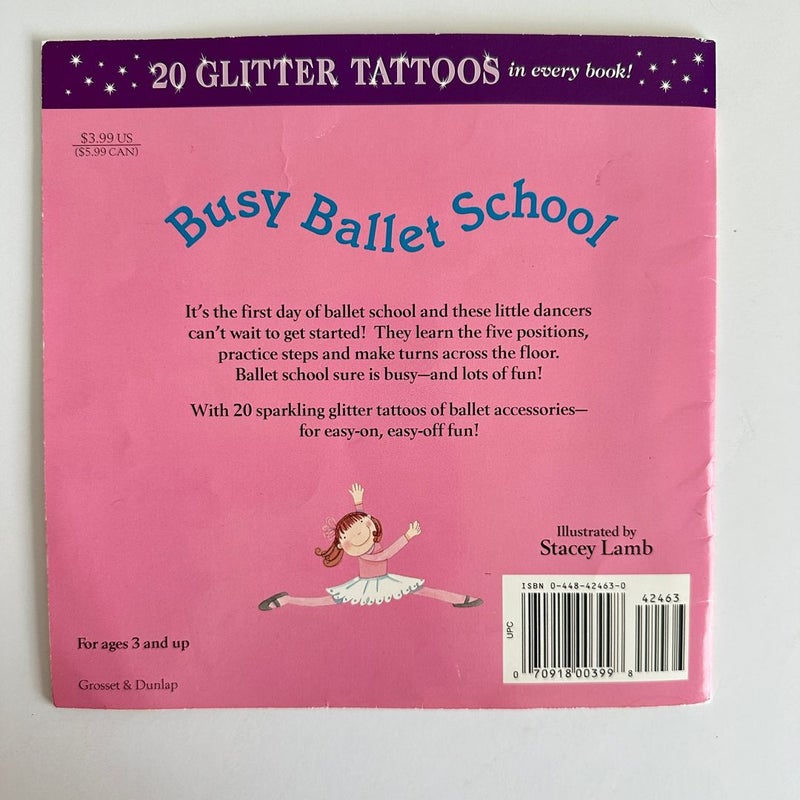 20 GLITTER TATTOOS in every book!
$3.99 US
($5.99 CAN)
Busy Ballet School
It's the first day of ballet school and these little dancers
can't wait to get started! They learn the five positions,
practice steps and make turns across the floor.
Ballet school sure is busy—and lots of fun!
With 20 sparkling glitter tattoos of ballet accessories—
for easy-on, easy-off fun!
Illustrated by
Stacey Lamb
ISBN 0-448-42463-0
42463
UPC
0 70918 00399 8
For ages 3 and up
Grosset & Dunlap